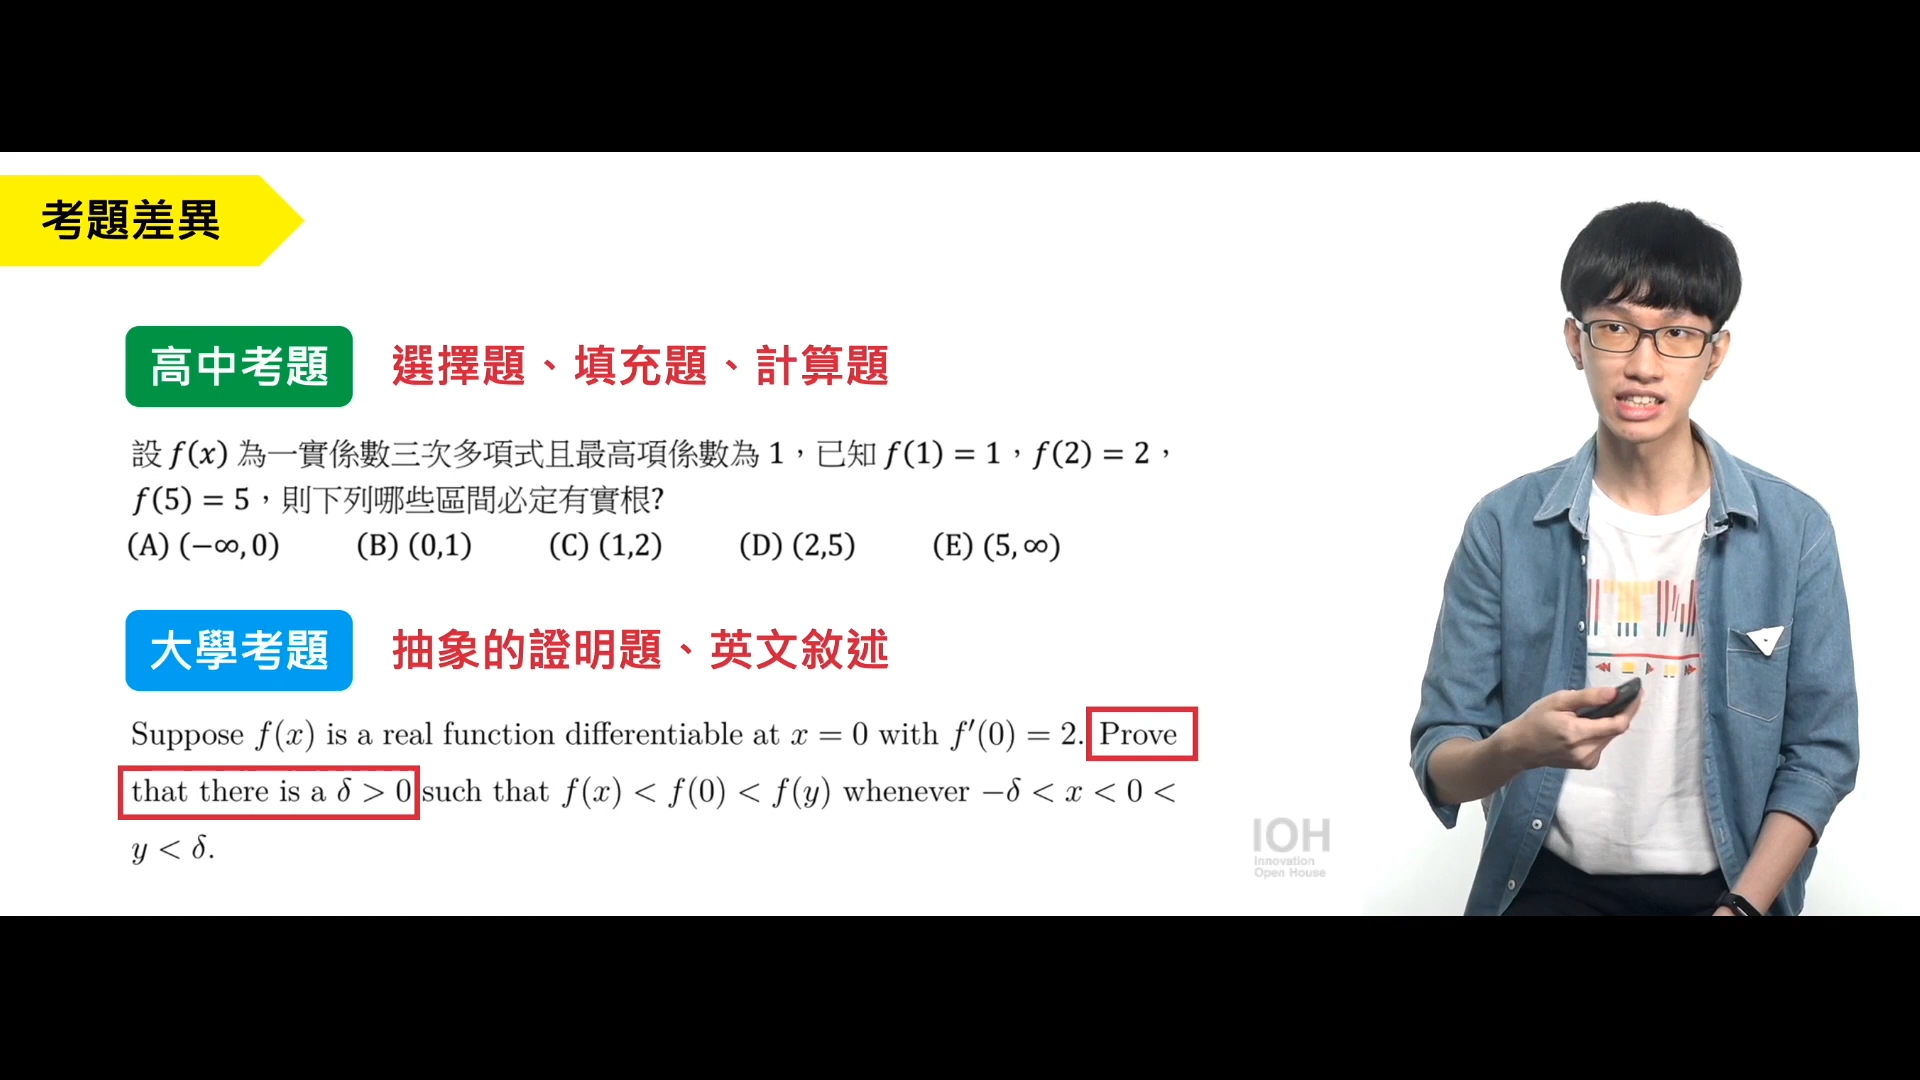 考題差異
高中考題 選擇題、填充題、計算題
設 f(x) 為一實係數三次多項式且最高項係數為 1，已知 f(1) = 1，f(2) = 2，
f(5) = 5，則下列哪些區間必定有實根?
(A) (−∞, 0) (B) (0,1) (C) (1,2) (D) (2,5) (E) (5, ∞)
大學考題 抽象的證明題、英文敘述
Suppose f(x) is a real function differentiable at x = 0 with f′(0) = 2. Prove
that there is a δ > 0 such that f(x) < f(0) < f(y) whenever −δ < x < 0 <
y < δ.
IOH
Innovation
Open House